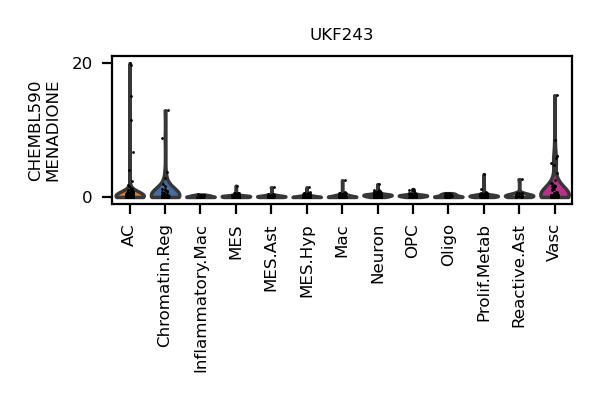 UKF243
CHEMBL590
MENADIONE
20
0
AC
Chromatin.Reg
Inflammatory.Mac
MES
MES.Ast
MES.Hyp
Mac
Neuron
OPC
Oligo
Prolif.Metab
Reactive.Ast
Vasc